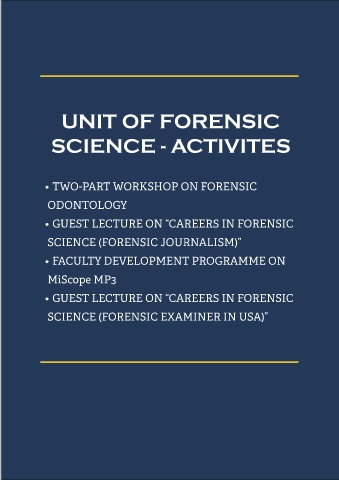 UNIT OF FORENSIC
SCIENCE - ACTIVITES
• TWO-PART WORKSHOP ON FORENSIC
ODONTOLOGY
• GUEST LECTURE ON “CAREERS IN FORENSIC
SCIENCE (FORENSIC JOURNALISM)”
• FACULTY DEVELOPMENT PROGRAMME ON
MiScope MP3
• GUEST LECTURE ON “CAREERS IN FORENSIC
SCIENCE (FORENSIC EXAMINER IN USA)”